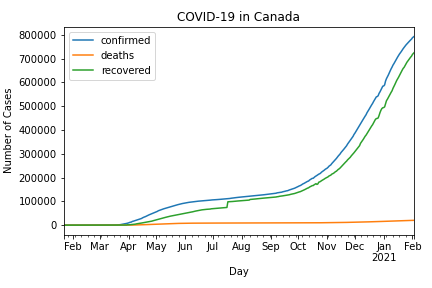 COVID-19 in Canada
confirmed
deaths
recovered
800000
700000
600000
500000
400000
300000
200000
100000
0
Number of Cases
Feb Mar Apr May Jun Jul Aug Sep Oct Nov Dec Jan Feb
2021
Day